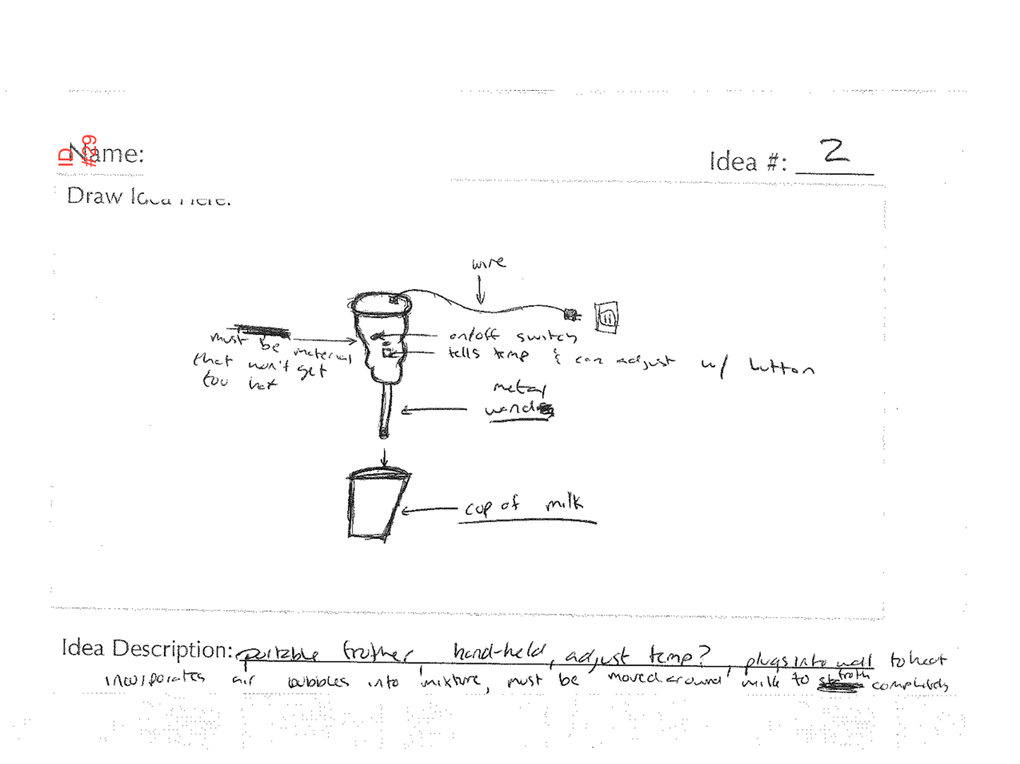 ID #29
Name:
Idea #: 2
Draw Idea Here:
wire
on/off switch
tells temp & can adjust w/ button
must be material
that won't get
too hot
metal
wand
cup of milk
Idea Description: portable frother, hand-held, adjust temp?, plugs into wall to heat
incorporates air bubbles into mixture, must be moved around milk to froth completely